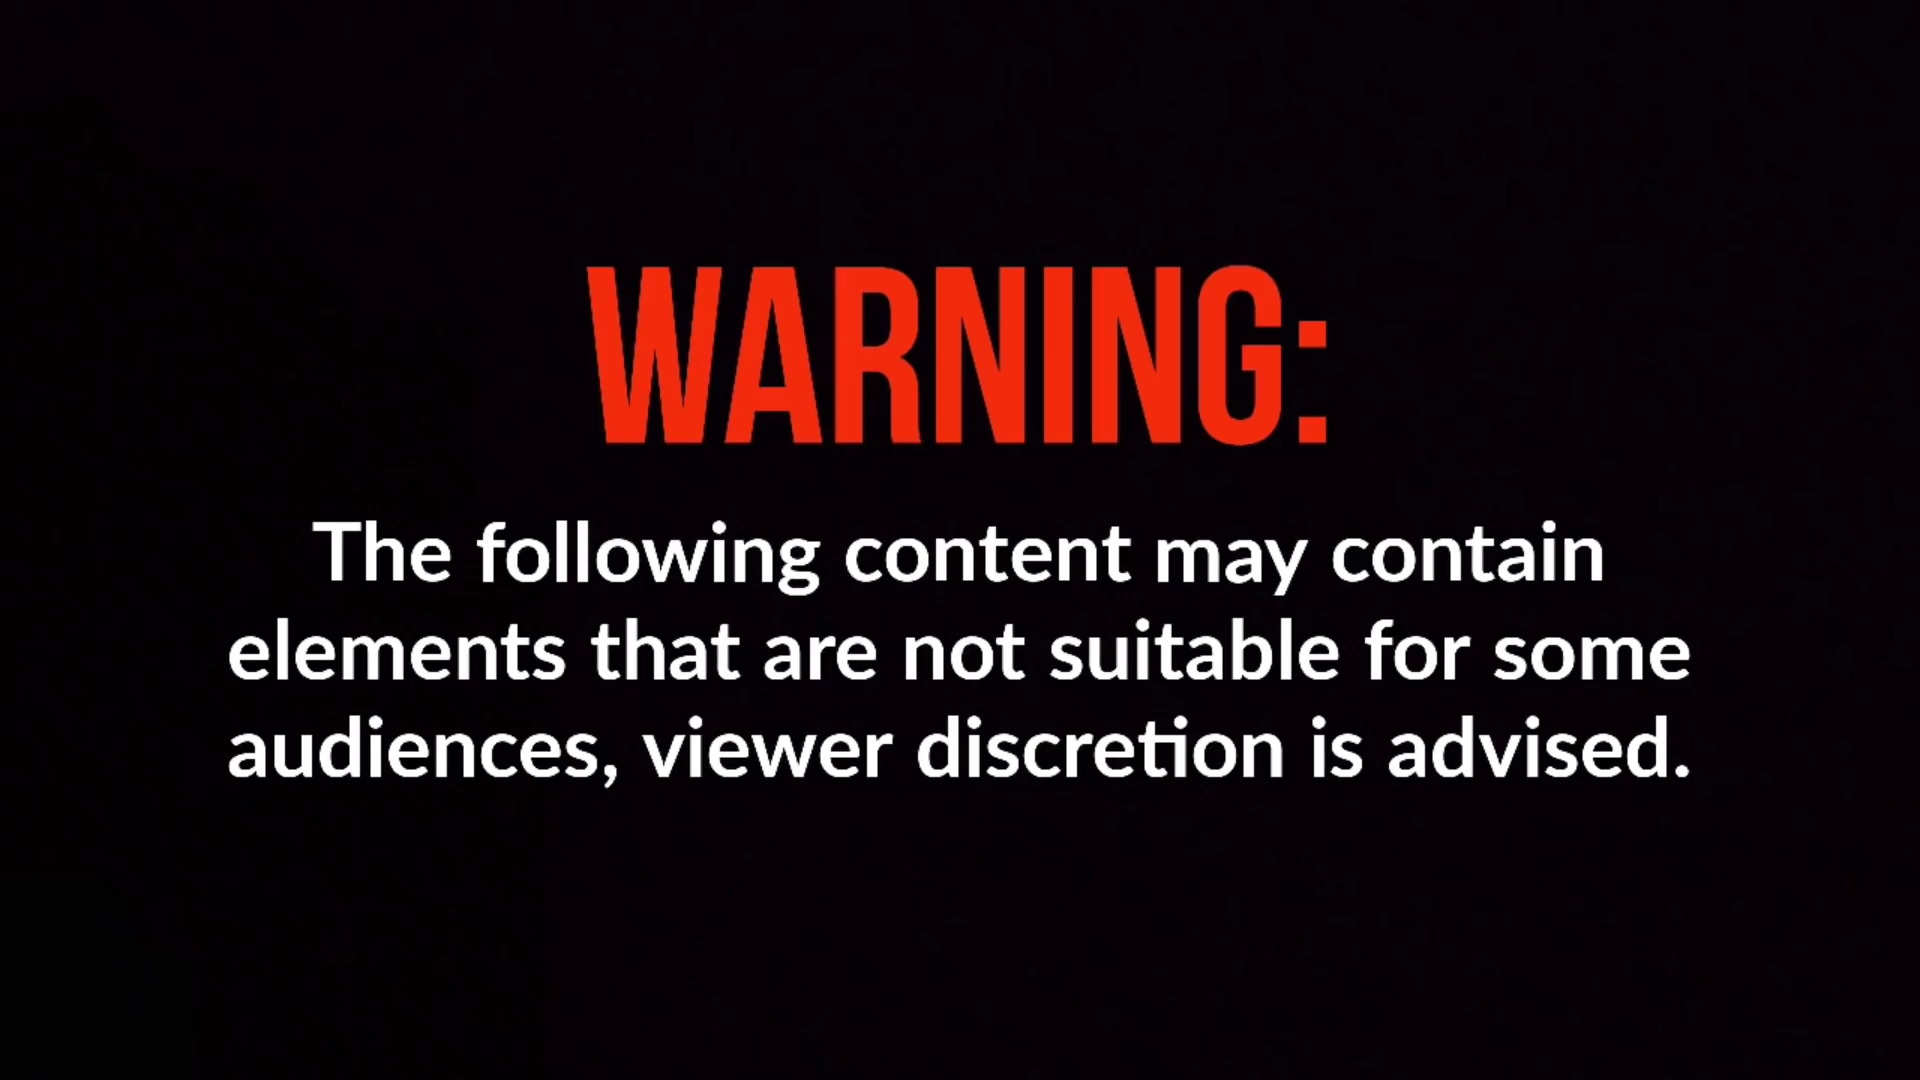 WARNING:
The following content may contain
elements that are not suitable for some
audiences, viewer discretion is advised.